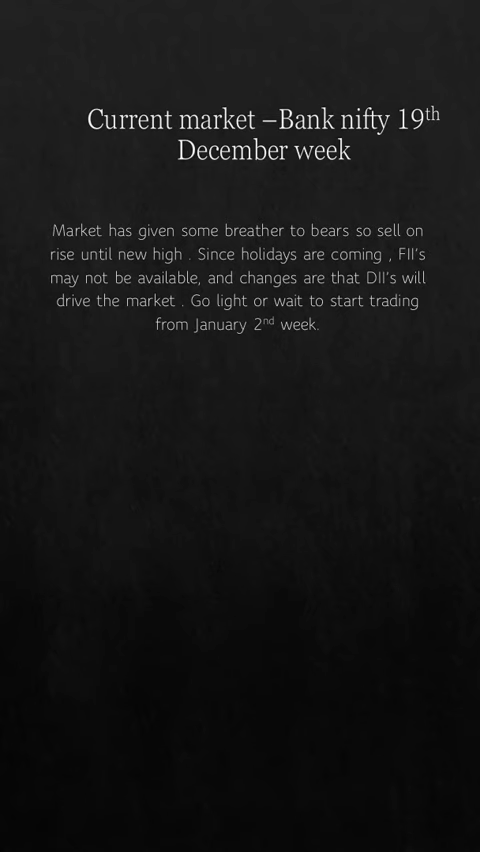 Current market –Bank nifty 19th
December week
Market has given some breather to bears so sell on
rise until new high . Since holidays are coming , FII's
may not be available, and changes are that DII's will
drive the market . Go light or wait to start trading
from January 2nd week.